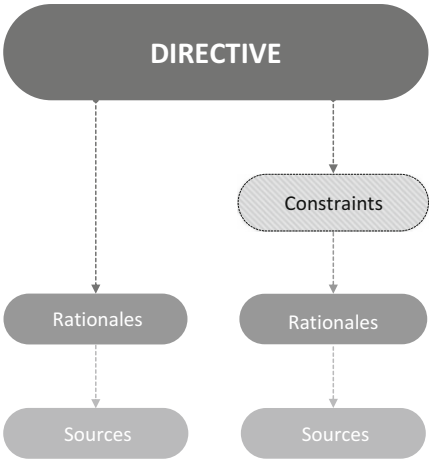 DIRECTIVE
Constraints
Rationales
Rationales
Sources
Sources